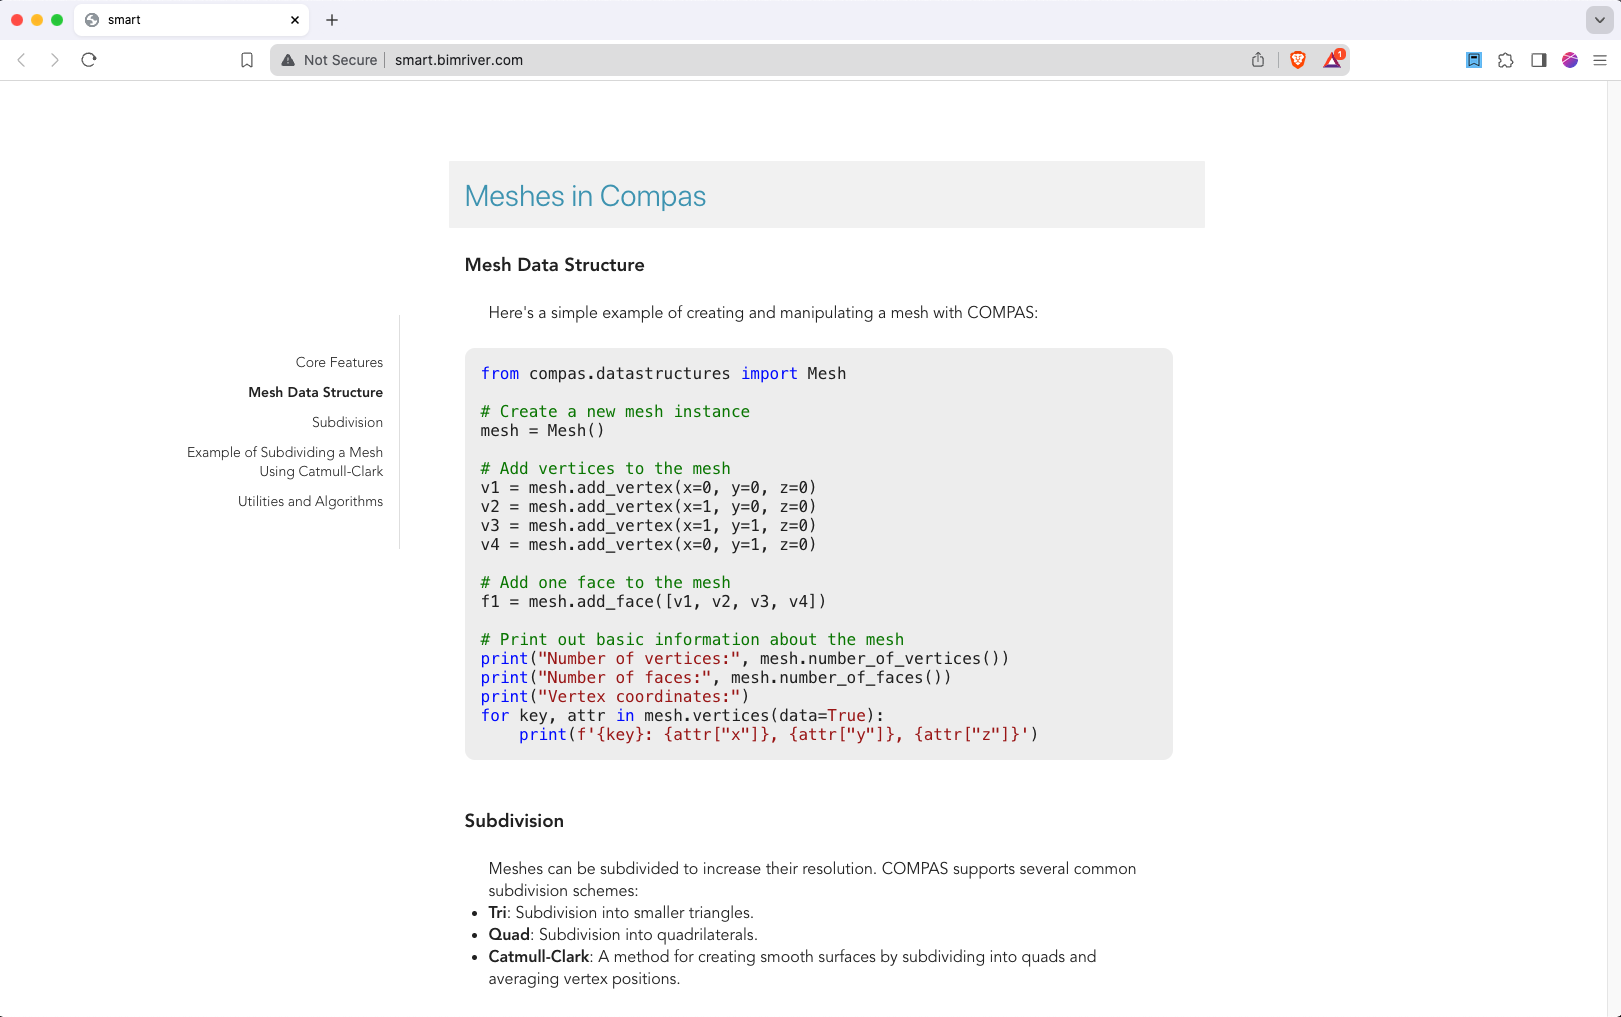 smart
Not Secure
smart.bimriver.com
1
Meshes in Compas
Core Features
Mesh Data Structure
Subdivision
Example of Subdividing a Mesh
Using Catmull-Clark
Utilities and Algorithms
Mesh Data Structure
Here's a simple example of creating and manipulating a mesh with COMPAS:
from compas.datastructures import Mesh
# Create a new mesh instance
mesh = Mesh()
# Add vertices to the mesh
v1 = mesh.add_vertex(x=0, y=0, z=0)
v2 = mesh.add_vertex(x=1, y=0, z=0)
v3 = mesh.add_vertex(x=1, y=1, z=0)
v4 = mesh.add_vertex(x=0, y=1, z=0)
# Add one face to the mesh
f1 = mesh.add_face([v1, v2, v3, v4])
# Print out basic information about the mesh
print("Number of vertices:", mesh.number_of_vertices())
print("Number of faces:", mesh.number_of_faces())
print("Vertex coordinates:")
for key, attr in mesh.vertices(data=True):
    print(f'{key}: {attr["x"]}, {attr["y"]}, {attr["z"]}')
Subdivision
Meshes can be subdivided to increase their resolution. COMPAS supports several common
subdivision schemes:
• Tri: Subdivision into smaller triangles.
• Quad: Subdivision into quadrilaterals.
• Catmull-Clark: A method for creating smooth surfaces by subdividing into quads and
averaging vertex positions.